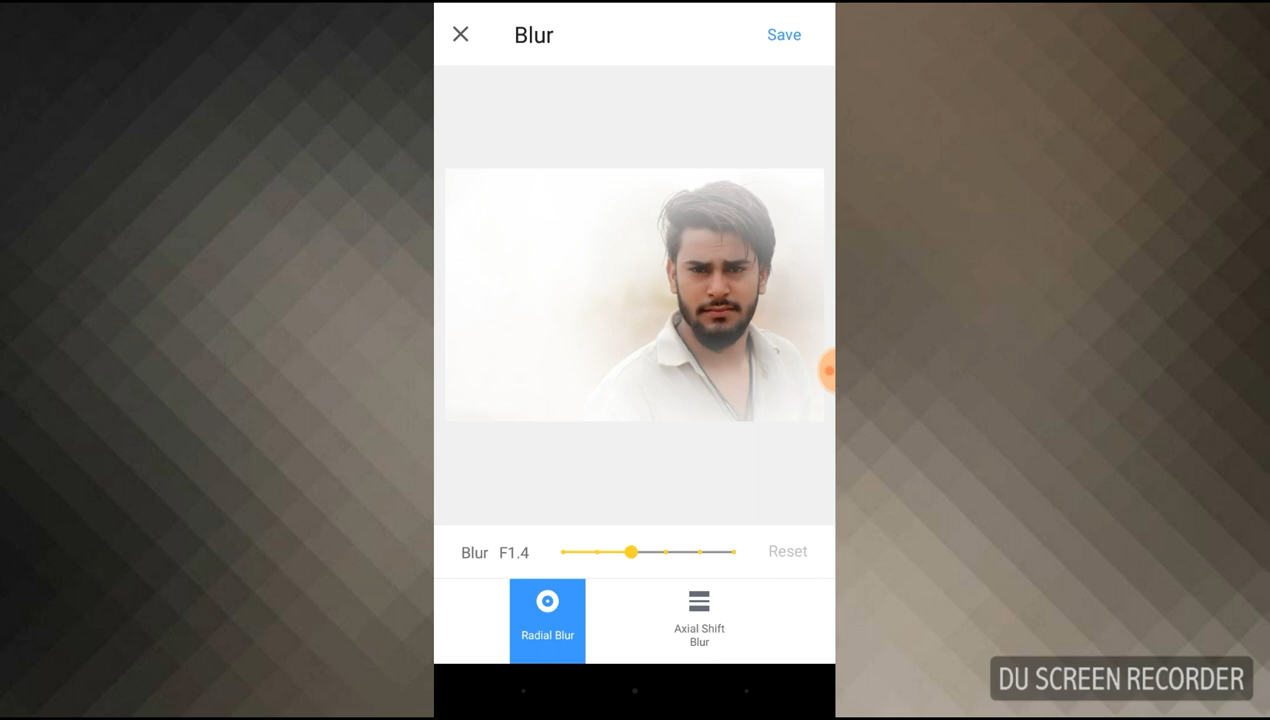 Blur
Save
Blur F1.4
Reset
Radial Blur
Axial Shift
Blur
DU SCREEN RECORDER